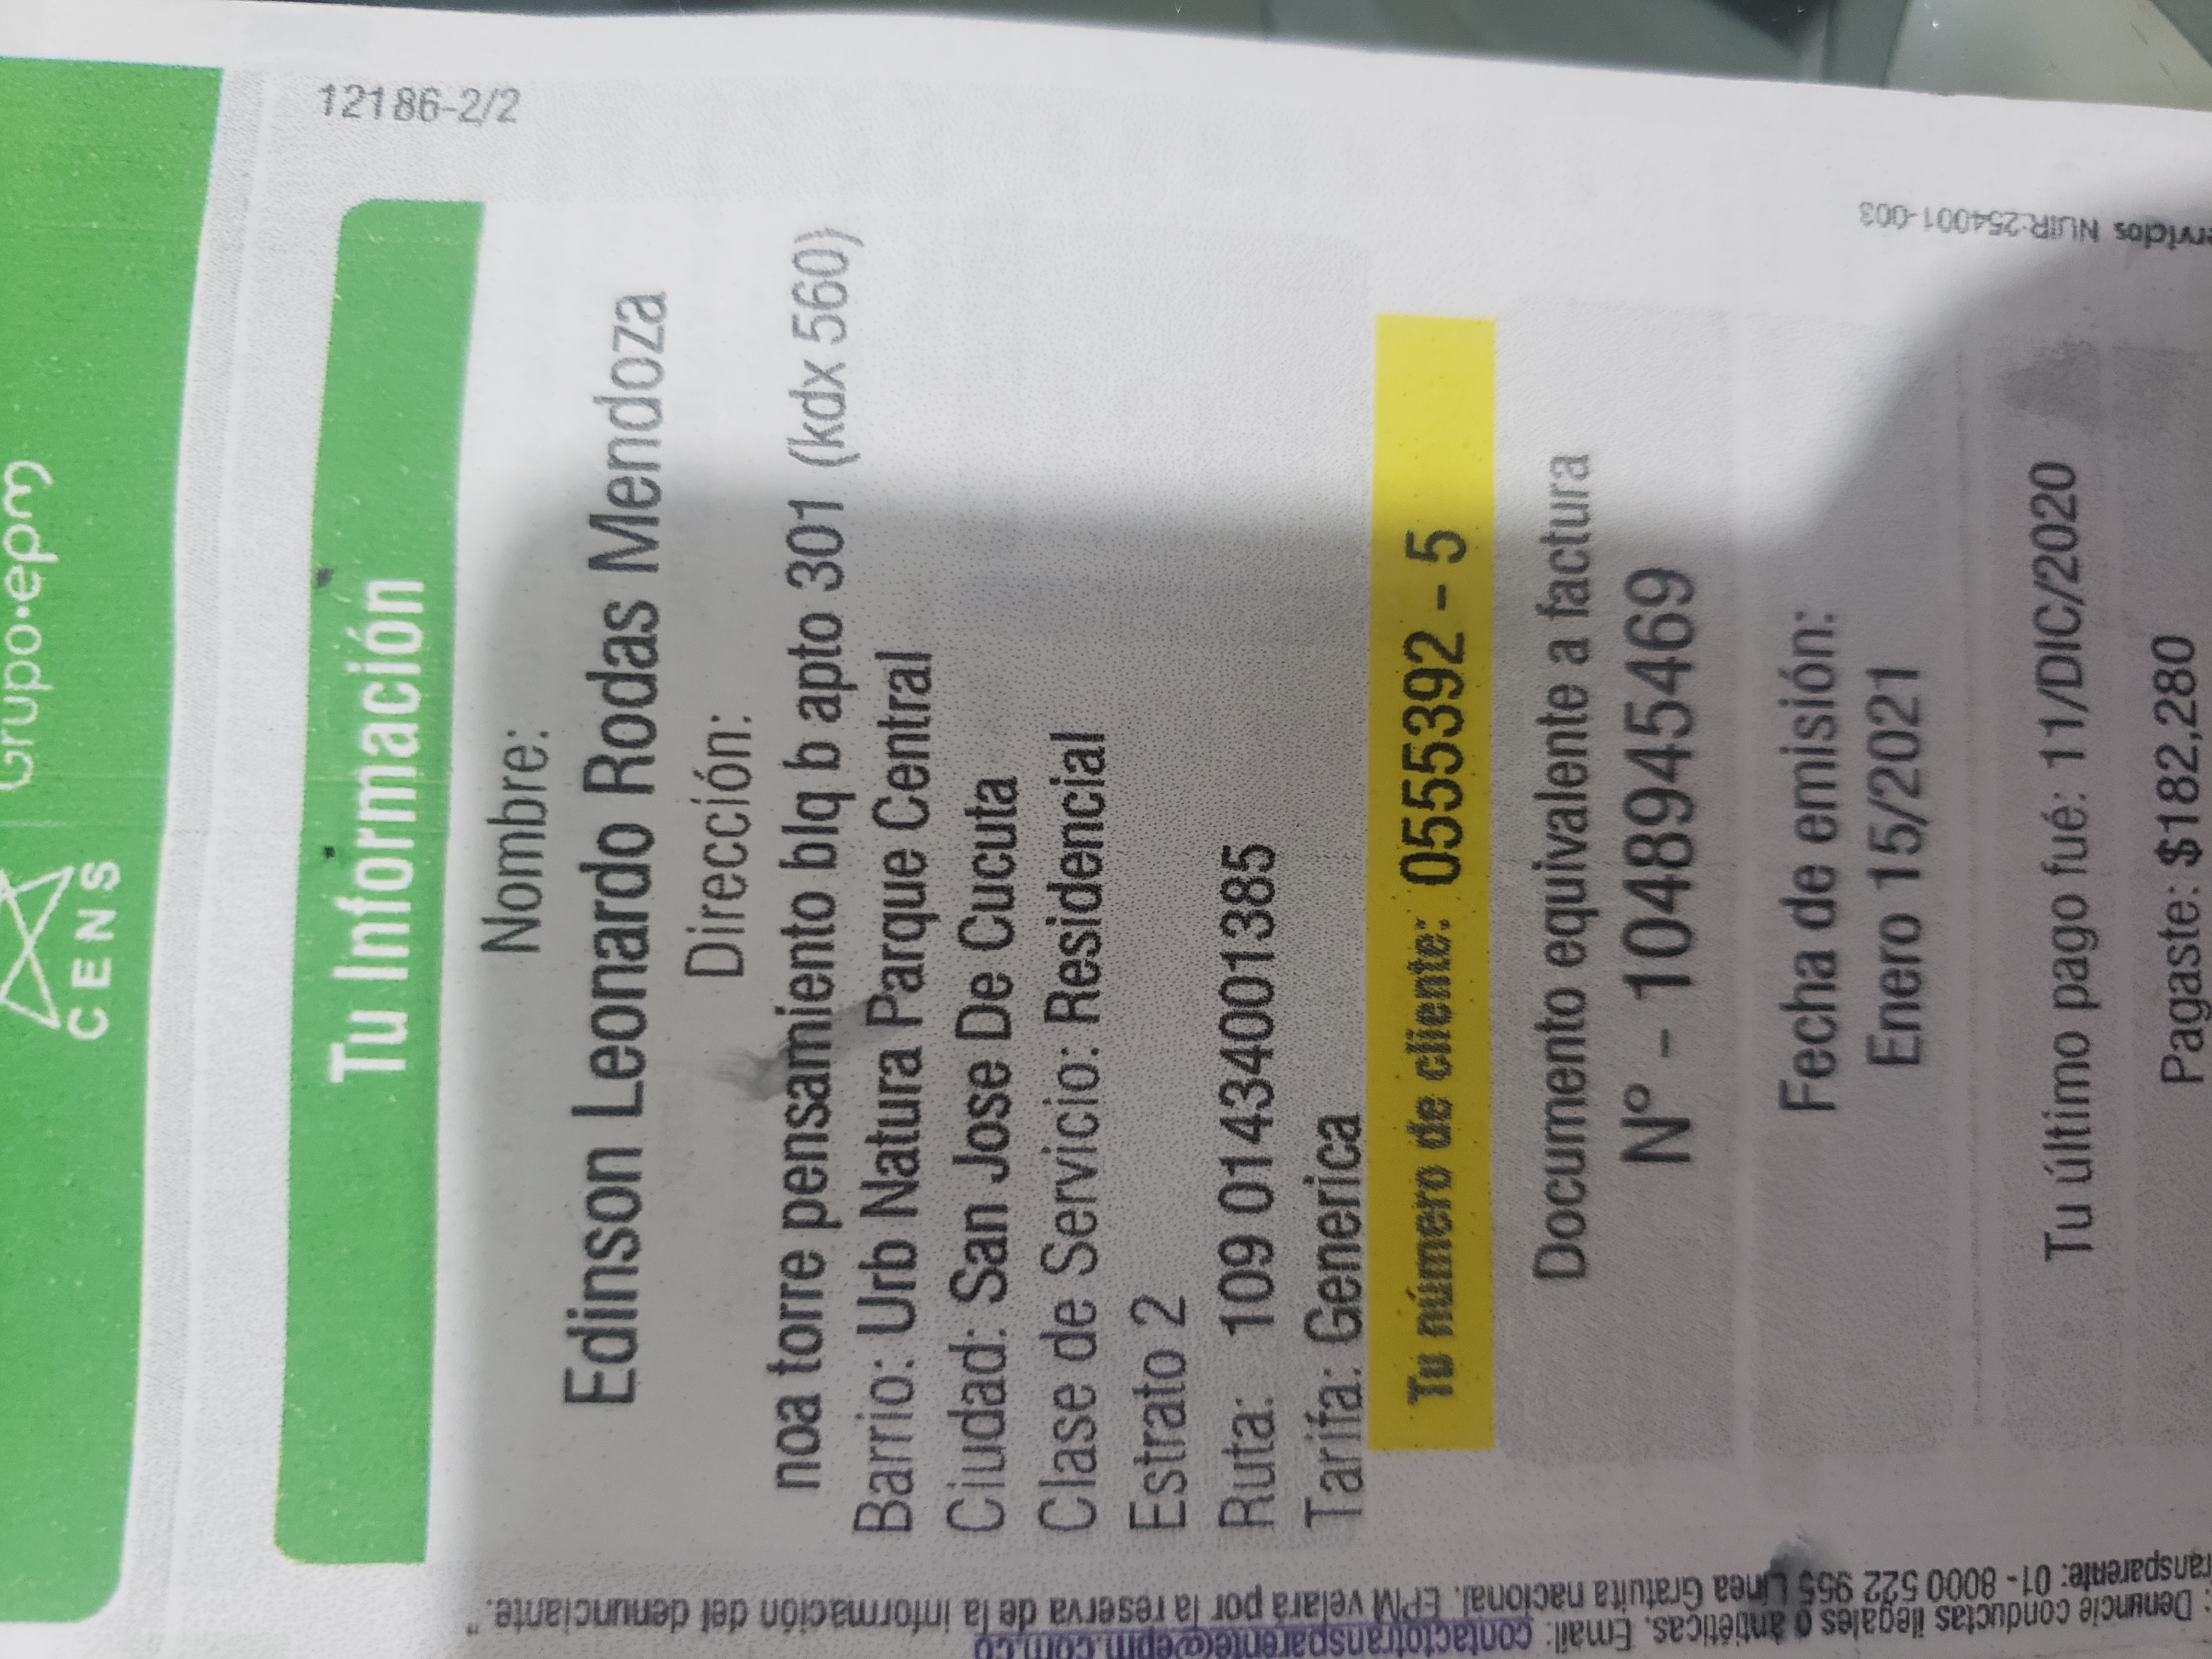 Grupo·epm
CENS
12186-2/2
Tu Información
Nombre:
Edinson Leonardo Rodas Mendoza
Dirección:
noa torre pensamiento blq b apto 301 (kdx 560)
Barrio: Urb Natura Parque Central
Ciudad: San Jose De Cucuta
Clase de Servicio: Residencial
Estrato 2
Ruta: 109 0143400 1385
Tarifa: Generica
Tu número de cliente: 0555392 - 5
Documento equivalente a factura
Nº - 1048945469
Fecha de emisión:
Enero 15/2021
Tu último pago fué: 11/DIC/2020
Pagaste: $182,280
NUIR:254001-003
Denuncie conductas ilegales o antiéticas. Email: contactotransparente@epm.com.co
01- 8000 522 955 Línea Gratuita nacional. EPM velará por la reserva de la información del denunciante."